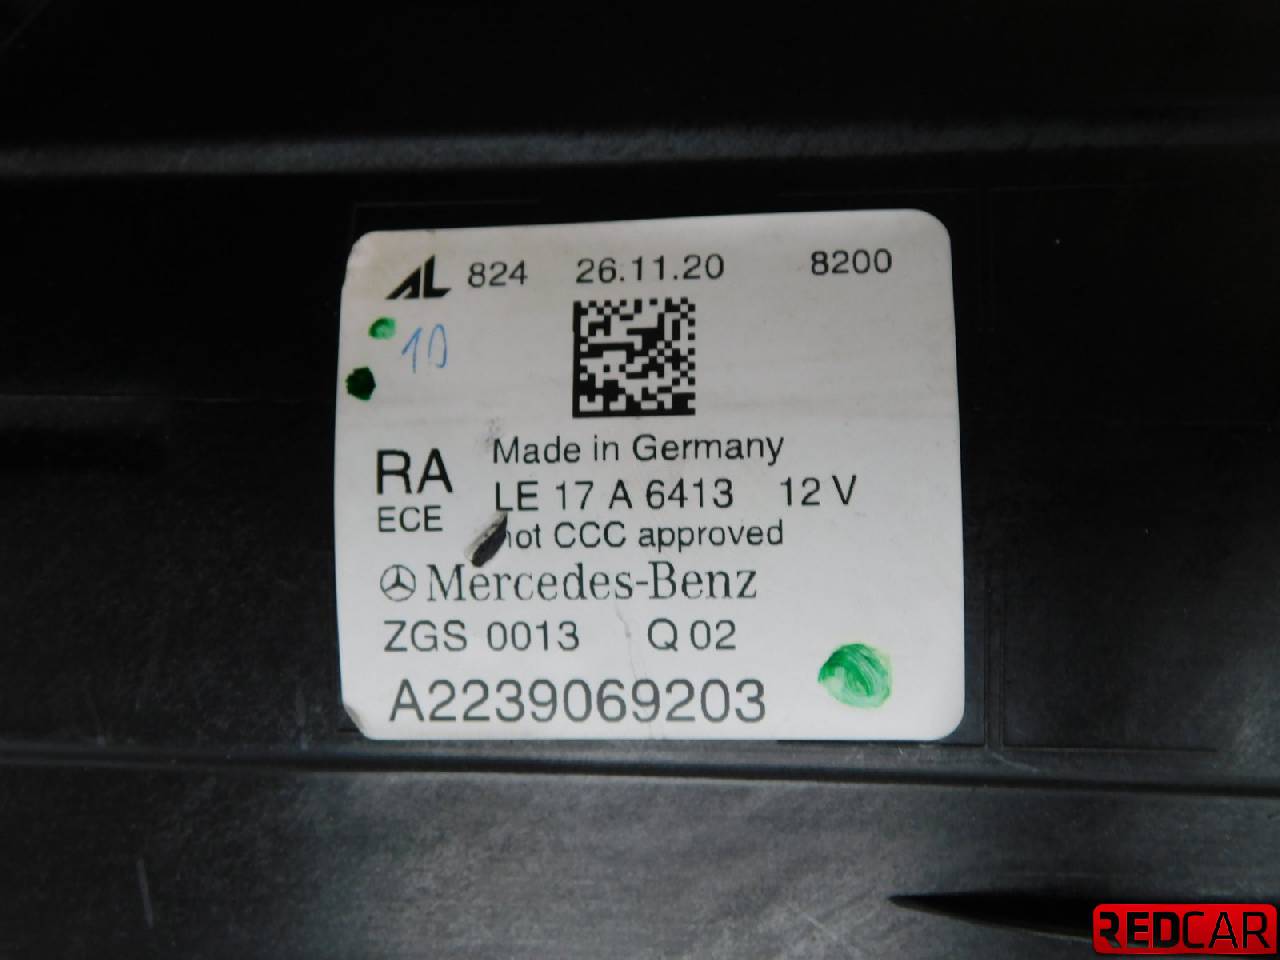 AL 824 26.11.20 8200
10
RA Made in Germany
LE 17 A 6413 12 V
ECE not CCC approved
Mercedes-Benz
ZGS 0013 Q 02
A2239069203
REDCAR